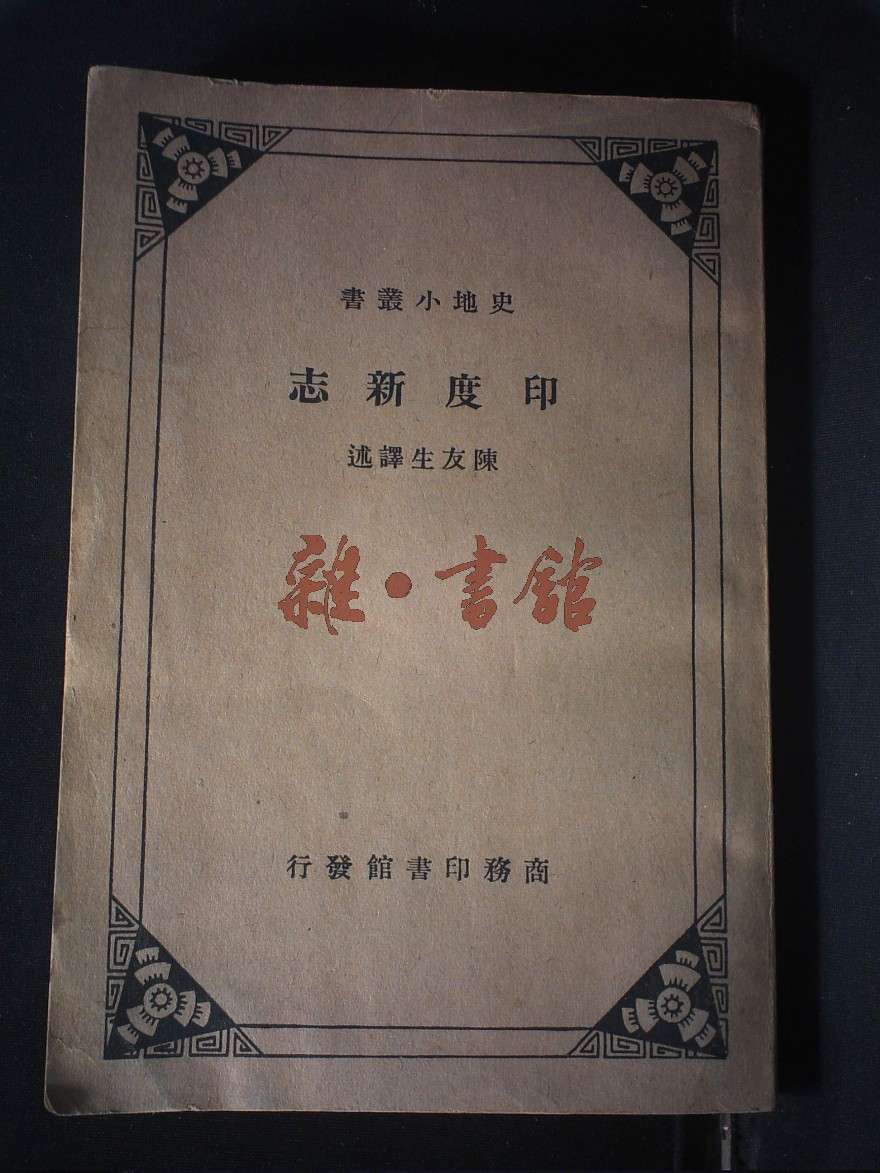 史地小叢書
印度新志
陳友生譯述
雜·書館
商務印書館發行